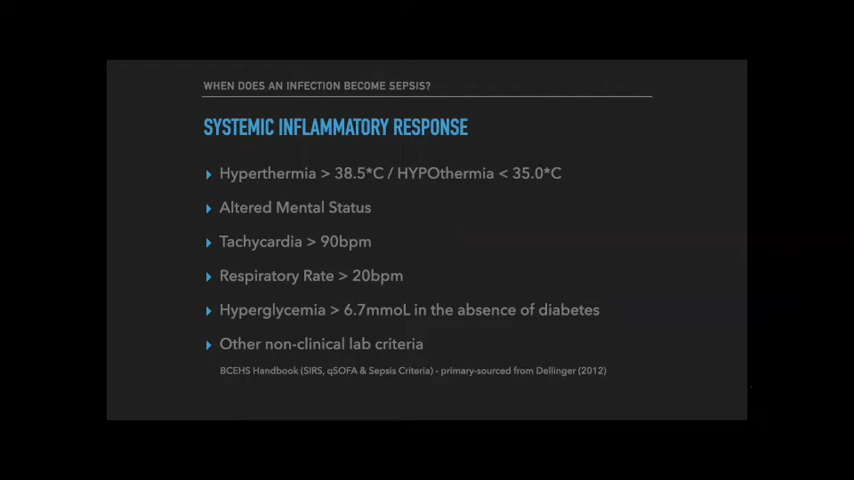 WHEN DOES AN INFECTION BECOME SEPSIS?
SYSTEMIC INFLAMMATORY RESPONSE
Hyperthermia > 38.5*C / HYPOthermia < 35.0*C
Altered Mental Status
Tachycardia > 90bpm
Respiratory Rate > 20bpm
Hyperglycemia > 6.7mmoL in the absence of diabetes
Other non-clinical lab criteria
BCEHS Handbook (SIRS, qSOFA & Sepsis Criteria) - primary-sourced from Dellinger (2012)